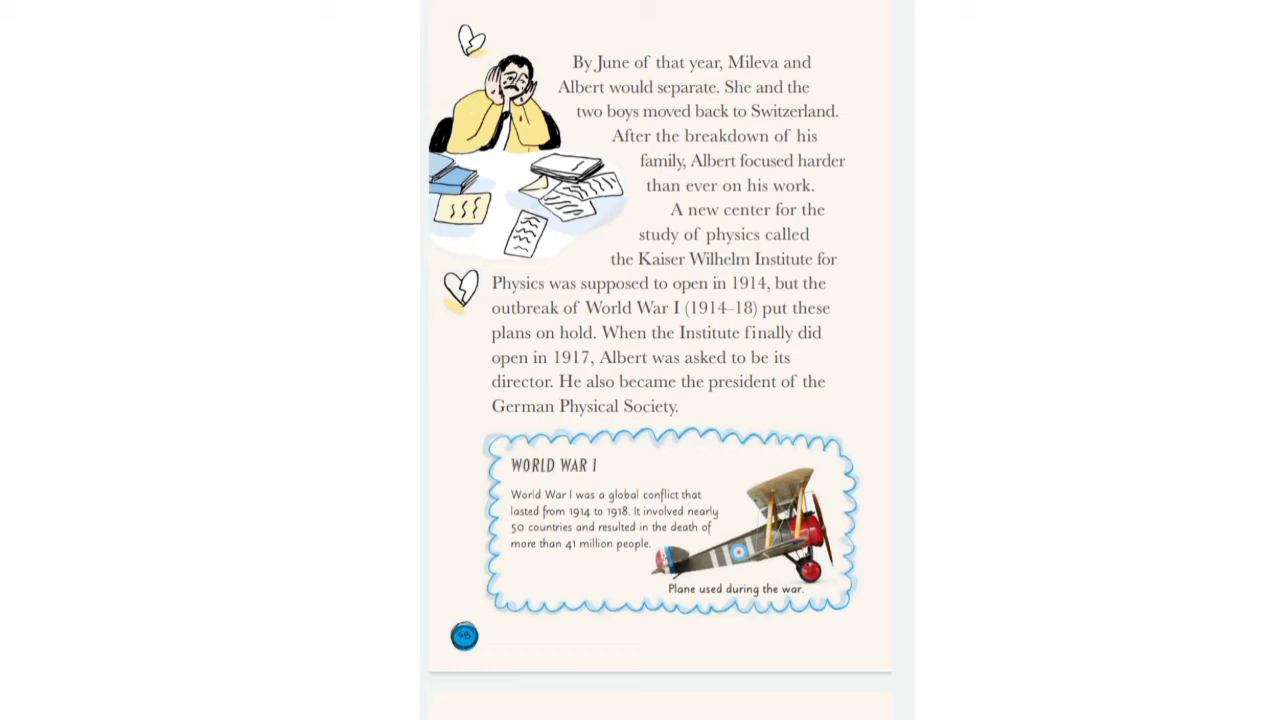 By June of that year, Mileva and
Albert would separate. She and the
two boys moved back to Switzerland.
After the breakdown of his
family, Albert focused harder
than ever on his work.
A new center for the
study of physics called
the Kaiser Wilhelm Institute for
Physics was supposed to open in 1914, but the
outbreak of World War I (1914–18) put these
plans on hold. When the Institute finally did
open in 1917, Albert was asked to be its
director. He also became the president of the
German Physical Society.
WORLD WAR I
World War I was a global conflict that
lasted from 1914 to 1918. It involved nearly
50 countries and resulted in the death of
more than 41 million people.
Plane used during the war.